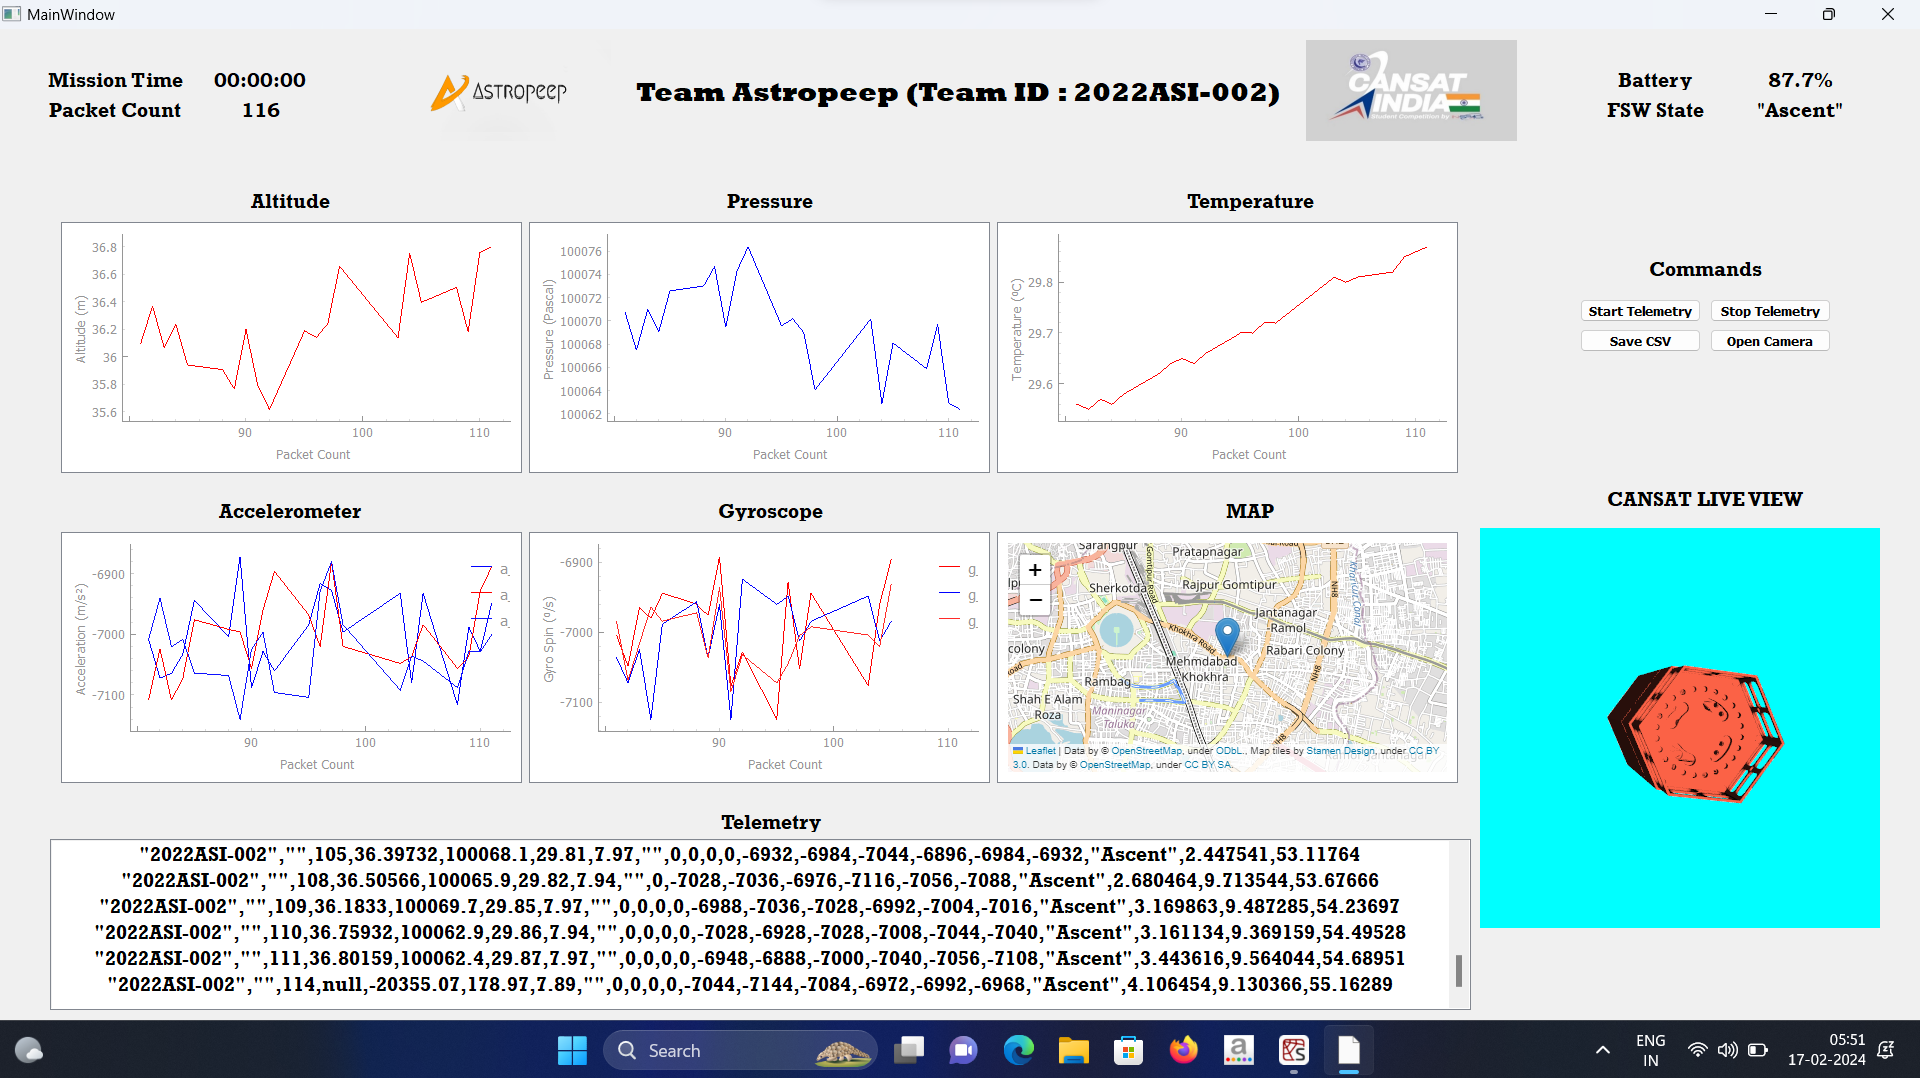 MainWindow
Mission Time 00:00:00
Packet Count 116
ASTROPEEP
Team Astropeep (Team ID : 2022ASI-002)
CANSAT
INDIA
Student Competition by
Battery 87.7%
FSW State "Ascent"
Altitude
36.8
36.6
36.4
36.2
36
35.8
35.6
Altitude (m)
90 100 110
Packet Count
Pressure
100076
100074
100072
100070
100068
100066
100064
100062
Pressure (Pascal)
90 100 110
Packet Count
Temperature
29.8
29.7
29.6
Temperature (ºC)
90 100 110
Packet Count
Commands
Start Telemetry Stop Telemetry
Save CSV Open Camera
Accelerometer
-6900
-7000
-7100
Acceleration (m/s²)
a
a
a
90 100 110
Packet Count
Gyroscope
-6900
-7000
-7100
Gyro Spin (º/s)
g
g
g
90 100 110
Packet Count
MAP
+
−
Sarangpur
Pratapnagar
Gomtipur Road
Sherkotda
Rajpur Gomtipur
NH8
Kharicut Canal
Jantanagar
-Ramol
Khokhra Road
colony
Mehmdabad
Khokhra
Rabari Colony
Road
Rambag
NH8
Shah E Alam
Roza
Maninagar
Taluka
NH8
Leaflet | Data by © OpenStreetMap, under ODbL., Map tiles by Stamen Design, under CC BY
3.0. Data by © OpenStreetMap, under CC BY SA.
CANSAT LIVE VIEW
Telemetry
"2022ASI-002","",105,36.39732,100068.1,29.81,7.97,"",0,0,0,0,-6932,-6984,-7044,-6896,-6984,-6932,"Ascent",2.447541,53.11764
"2022ASI-002","",108,36.50566,100065.9,29.82,7.94,"",0,-7028,-7036,-6976,-7116,-7056,-7088,"Ascent",2.680464,9.713544,53.67666
"2022ASI-002","",109,36.1833,100069.7,29.85,7.97,"",0,0,0,0,-6988,-7036,-7028,-6992,-7004,-7016,"Ascent",3.169863,9.487285,54.23697
"2022ASI-002","",110,36.75932,100062.9,29.86,7.94,"",0,0,0,0,-7028,-6928,-7028,-7008,-7044,-7040,"Ascent",3.161134,9.369159,54.49528
"2022ASI-002","",111,36.80159,100062.4,29.87,7.97,"",0,0,0,0,-6948,-6888,-7000,-7040,-7056,-7108,"Ascent",3.443616,9.564044,54.68951
"2022ASI-002","",114,null,-20355.07,178.97,7.89,"",0,0,0,0,-7044,-7144,-7084,-6972,-6992,-6968,"Ascent",4.106454,9.130366,55.16289
Search
ENG
IN
05:51
17-02-2024